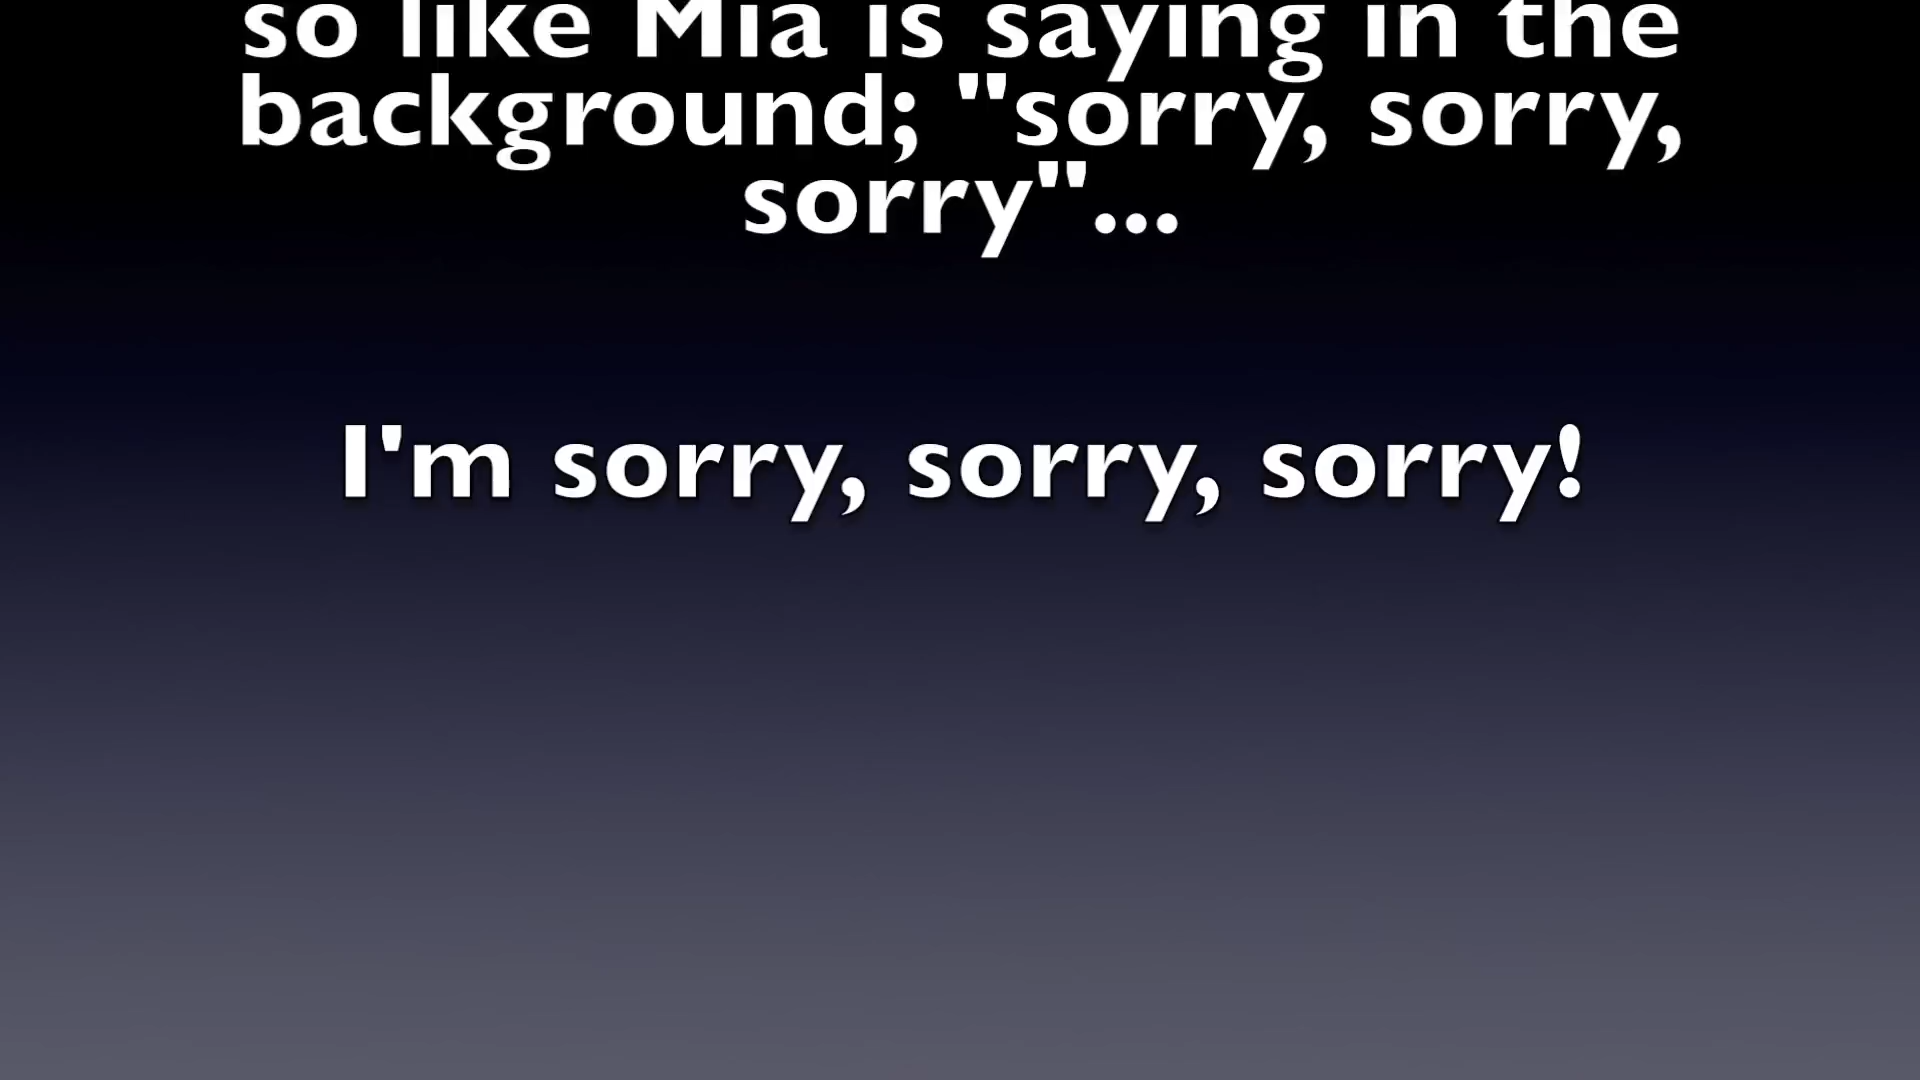 so like Mia is saying in the
background; "sorry, sorry,
sorry"...
I'm sorry, sorry, sorry!